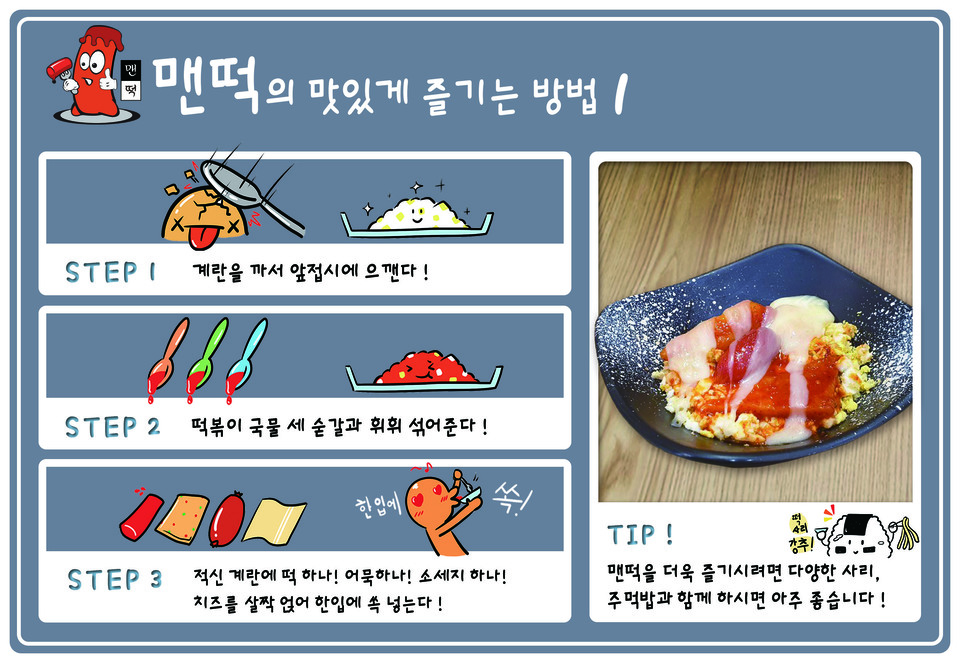 맨떡
맨떡의 맛있게 즐기는 방법 !
STEP 1
계란을 까서 앞접시에 으깬다 !
STEP 2
떡볶이 국물 세 숟갈과 휘휘 섞어준다 !
한입에
쏙!
STEP 3
적신 계란에 떡 하나! 어묵하나! 소세지 하나!
치즈를 살짝 얹어 한입에 쏙 넣는다 !
TIP !
떡
사리
강추!
맨떡을 더욱 즐기시려면 다양한 사리,
주먹밥과 함께 하시면 아주 좋습니다 !